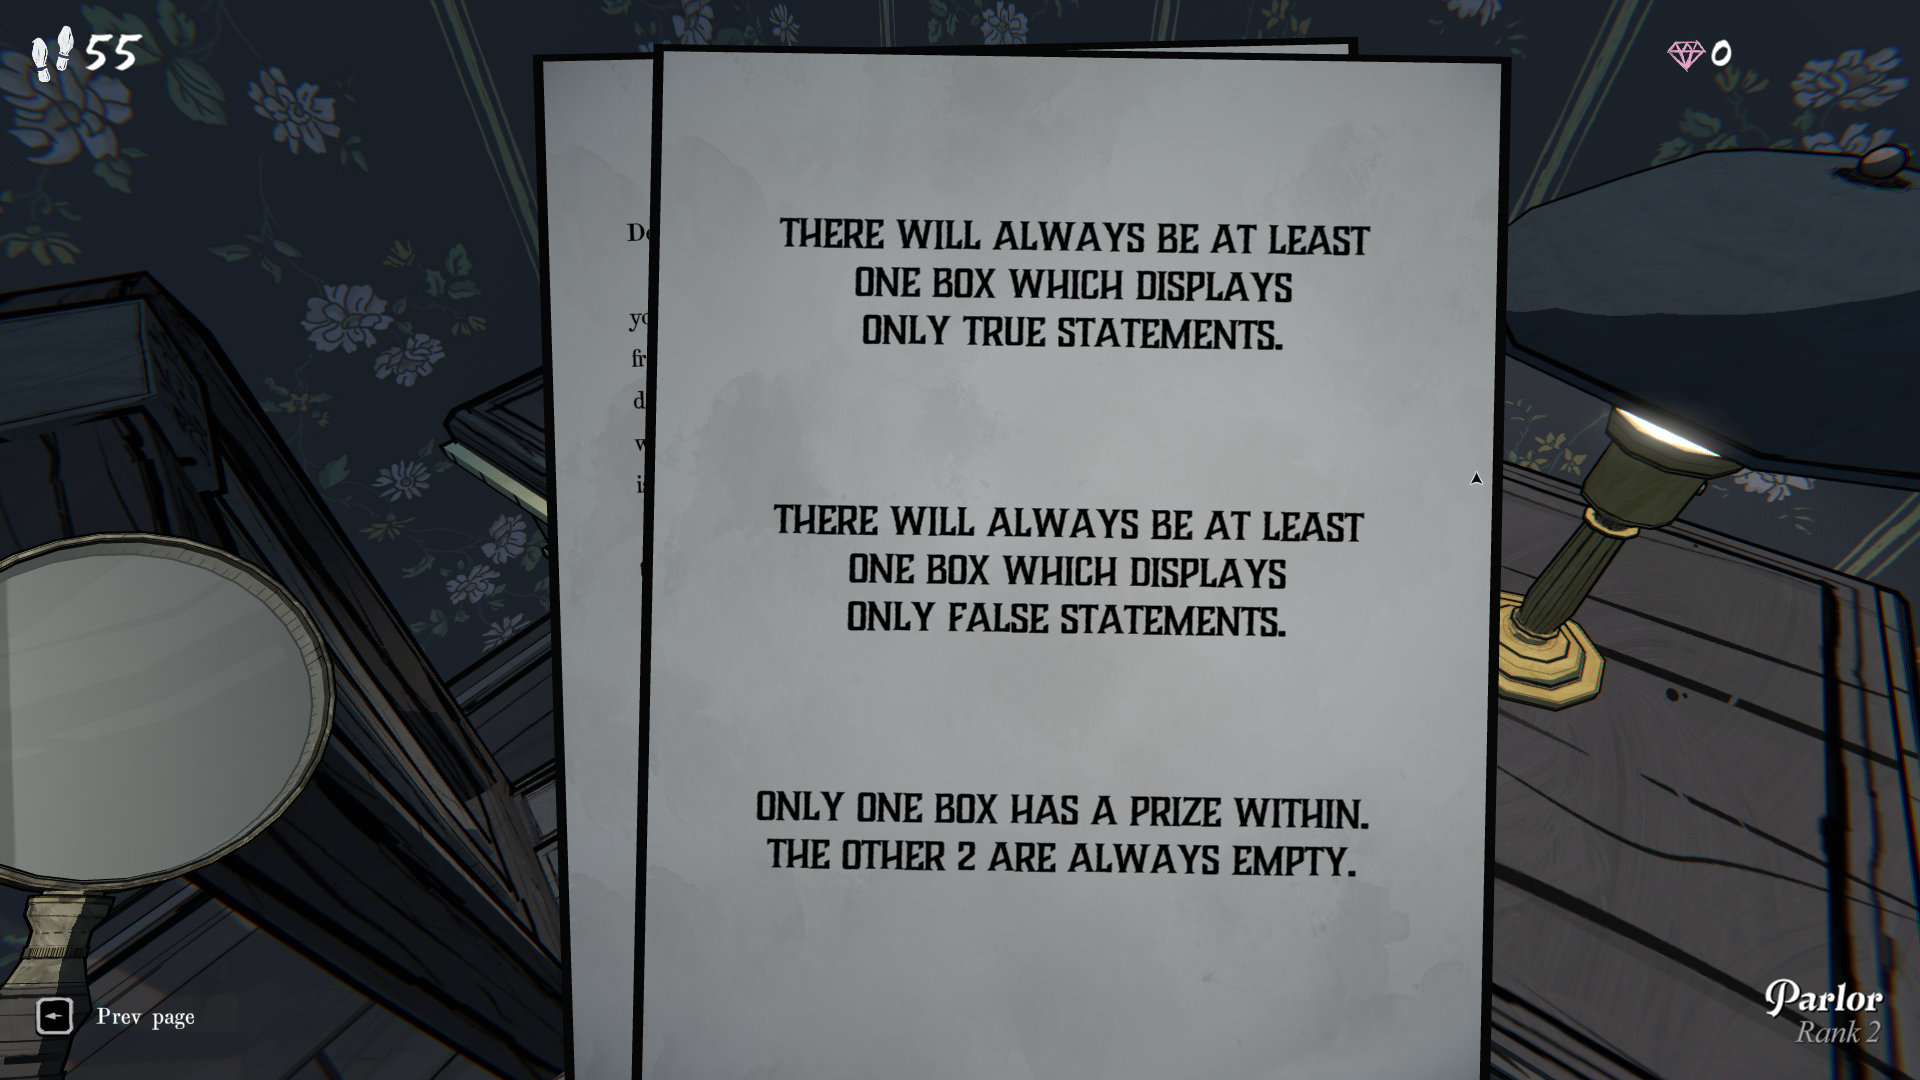 55
0
THERE WILL ALWAYS BE AT LEAST
ONE BOX WHICH DISPLAYS
ONLY TRUE STATEMENTS.
THERE WILL ALWAYS BE AT LEAST
ONE BOX WHICH DISPLAYS
ONLY FALSE STATEMENTS.
ONLY ONE BOX HAS A PRIZE WITHIN.
THE OTHER 2 ARE ALWAYS EMPTY.
Prev page
Parlor
Rank 2